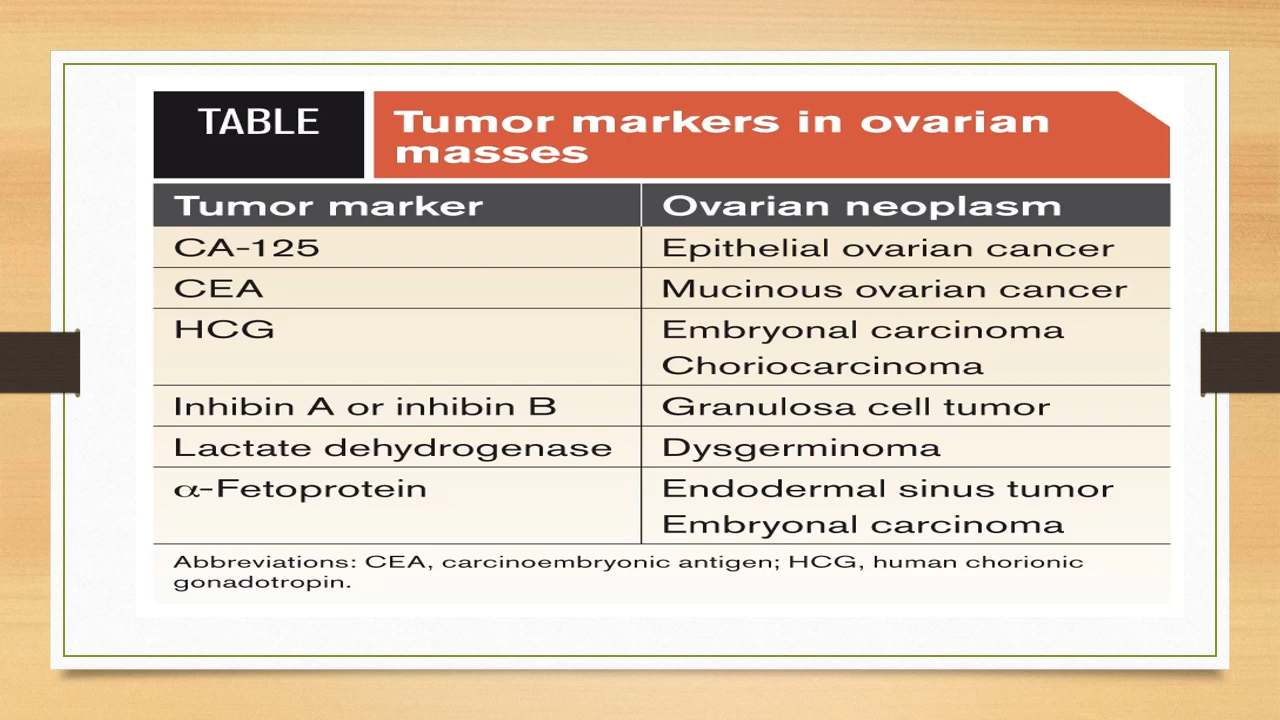 TABLE
Tumor markers in ovarian
masses
Tumor marker Ovarian neoplasm
CA-125 Epithelial ovarian cancer
CEA Mucinous ovarian cancer
HCG Embryonal carcinoma
Choriocarcinoma
Inhibin A or inhibin B Granulosa cell tumor
Lactate dehydrogenase Dysgerminoma
α-Fetoprotein Endodermal sinus tumor
Embryonal carcinoma
Abbreviations: CEA, carcinoembryonic antigen; HCG, human chorionic
gonadotropin.